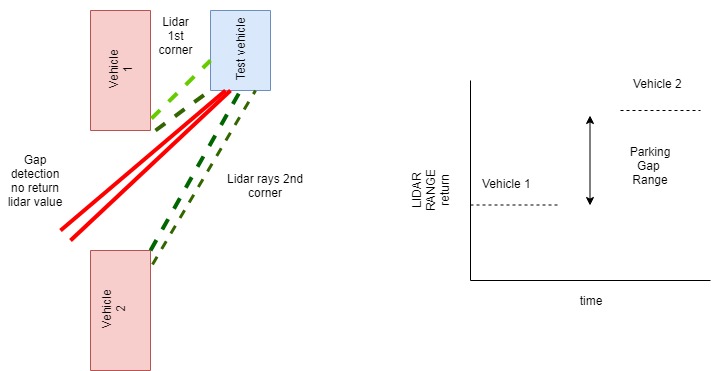 Lidar
1st
corner
Vehicle
1
Test vehicle
Gap
detection
no return
lidar value
Lidar rays 2nd
corner
Vehicle
2
Vehicle 2
Vehicle 1
Parking
Gap
Range
LIDAR
RANGE
return
time